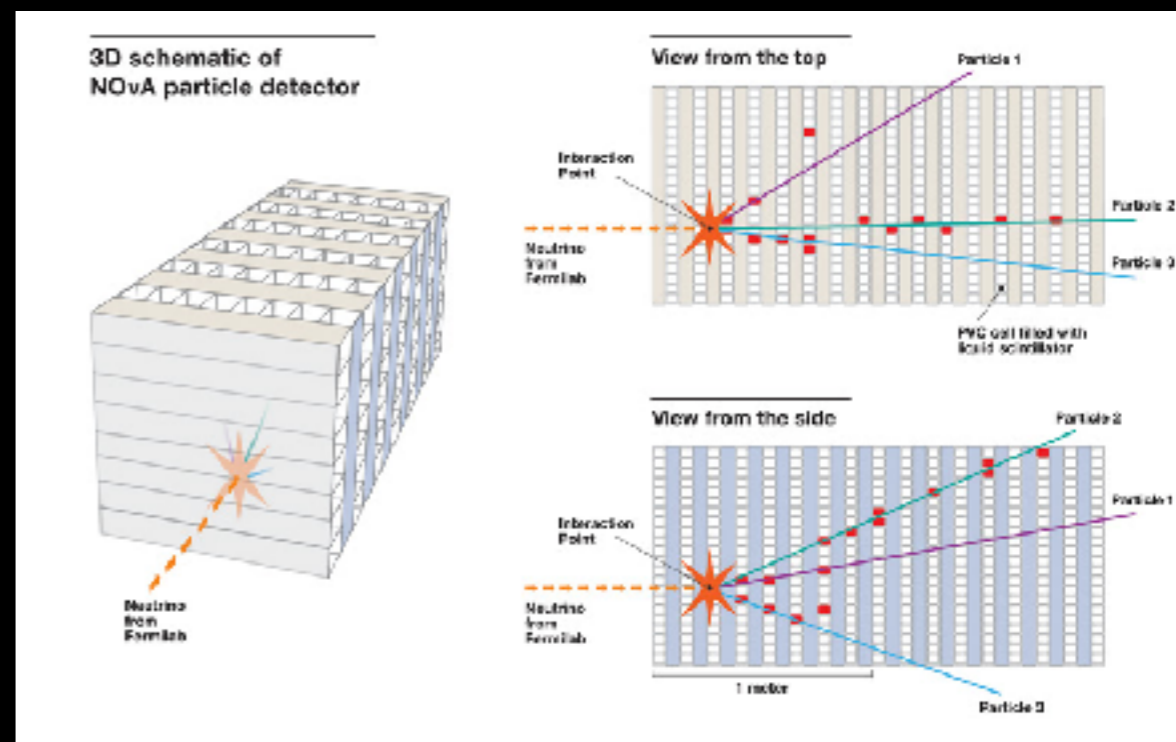 3D schematic of
NOvA particle detector
Neutrino
from
Fermilab
View from the top
Particle 1
Interaction
Point
Particle 2
Neutrino
from
Fermilab
Particle 3
PVC cell filled with
liquid scintillator
View from the side
Particle 2
Particle 1
Interaction
Point
Neutrino
from
Fermilab
1 meter
Particle 3